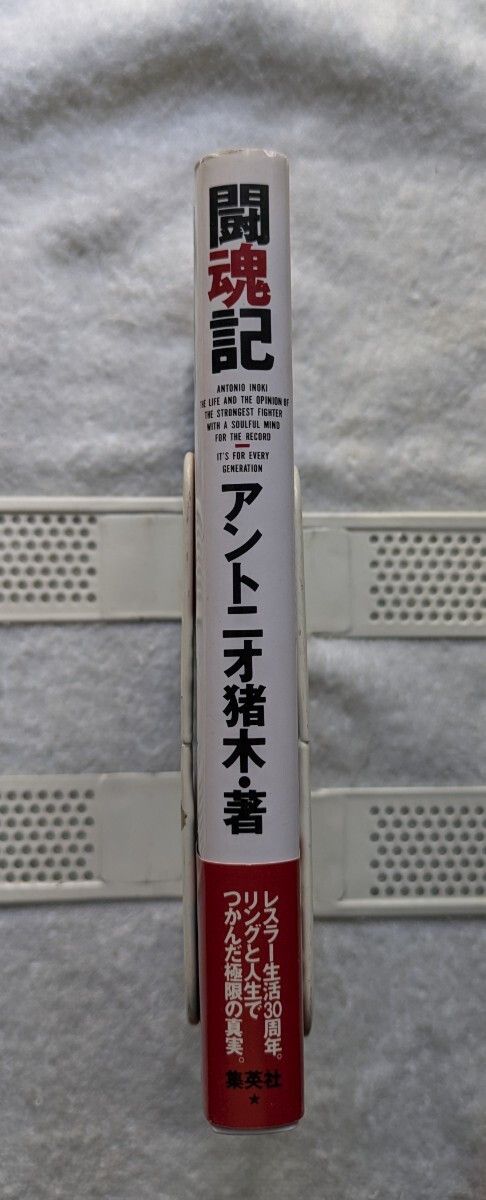 闘魂記
ANTONIO INOKI
THE LIFE AND THE OPINION OF
THE STRONGEST FIGHTER
WITH A SOULFUL MIND
FOR THE RECORD
IT'S FOR EVERY
GENERATION
アントニオ猪木・著
レスラー生活30周年。
リングと人生で
つかんだ極限の真実。
集英社
★